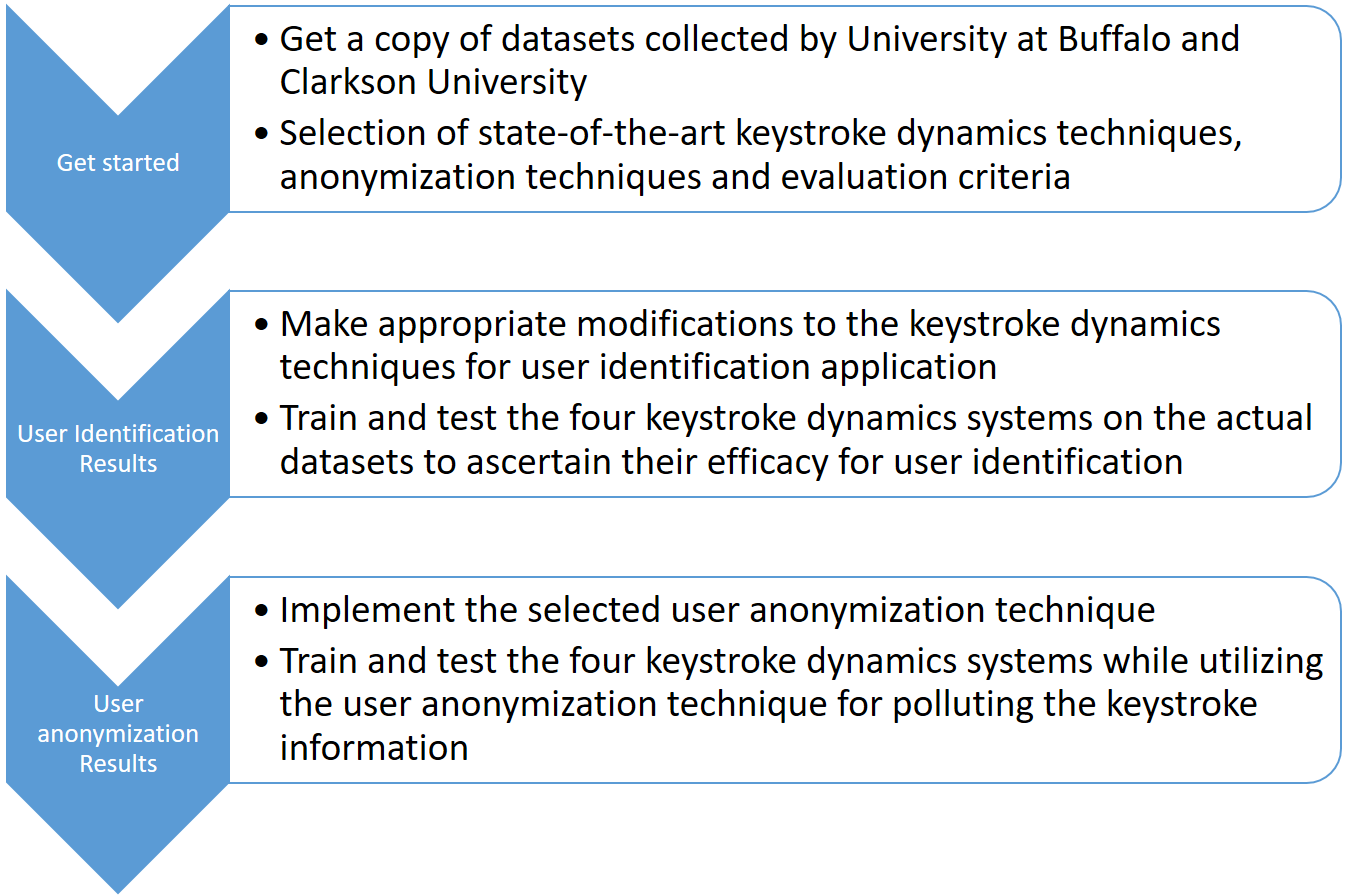 Get started
• Get a copy of datasets collected by University at Buffalo and
Clarkson University
• Selection of state-of-the-art keystroke dynamics techniques,
anonymization techniques and evaluation criteria
User Identification
Results
• Make appropriate modifications to the keystroke dynamics
techniques for user identification application
• Train and test the four keystroke dynamics systems on the actual
datasets to ascertain their efficacy for user identification
User
anonymization
Results
• Implement the selected user anonymization technique
• Train and test the four keystroke dynamics systems while utilizing
the user anonymization technique for polluting the keystroke
information